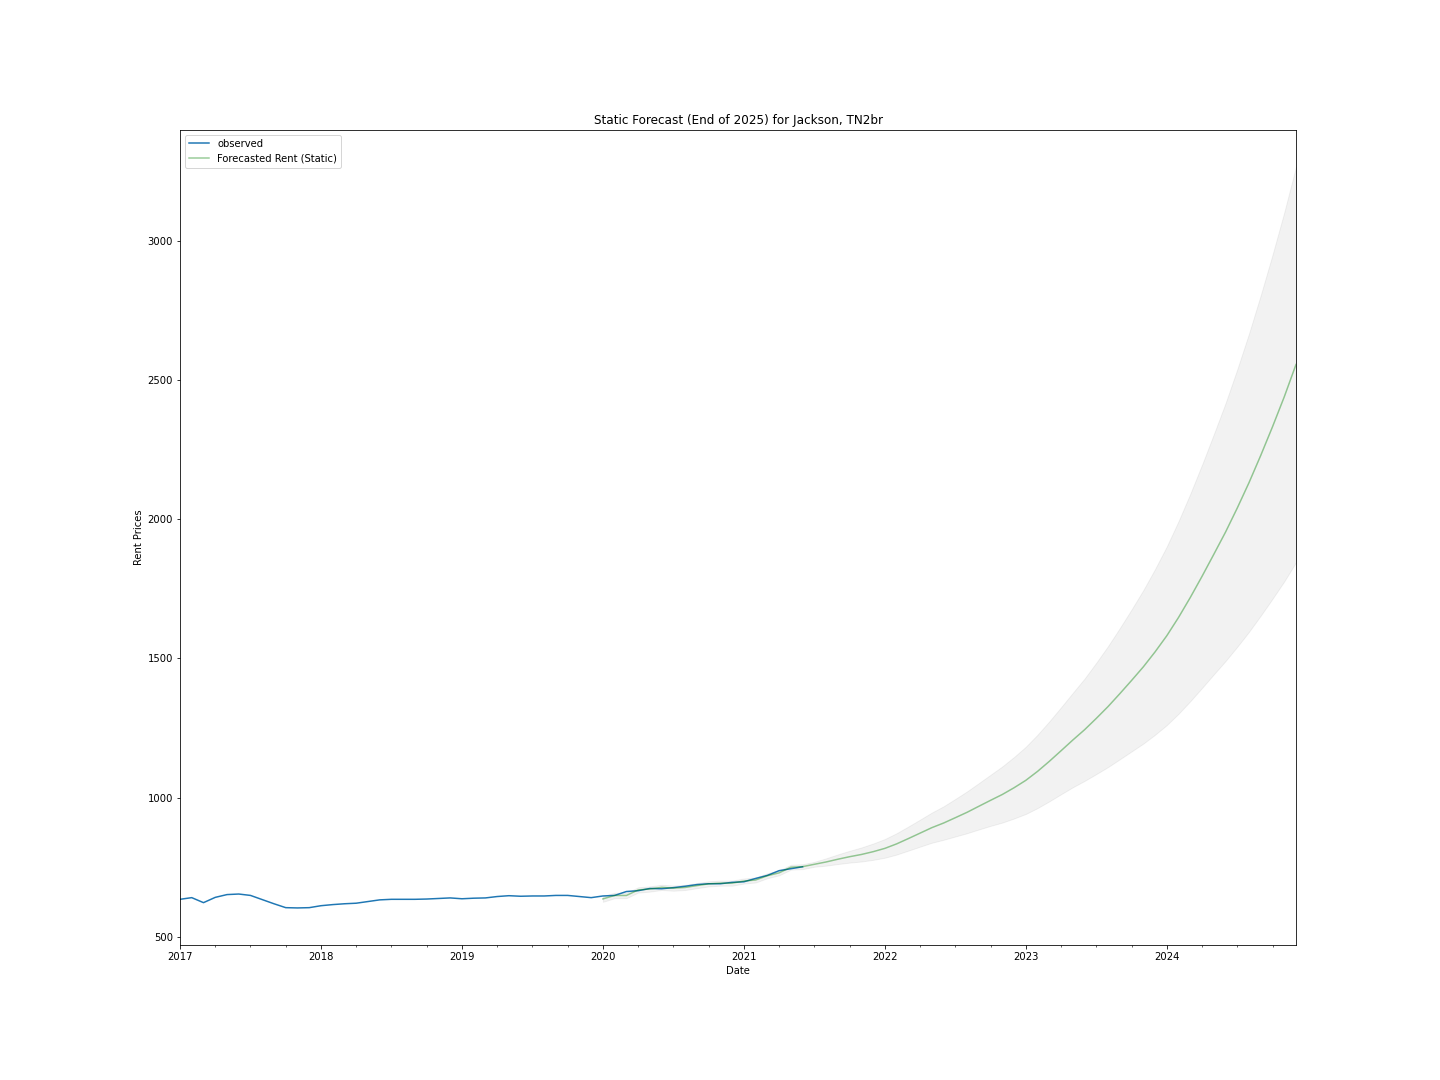 Static Forecast (End of 2025) for Jackson, TN2br
observed
Forecasted Rent (Static)
3000
2500
2000
1500
1000
500
Rent Prices
2017 2018 2019 2020 2021 2022 2023 2024
Date